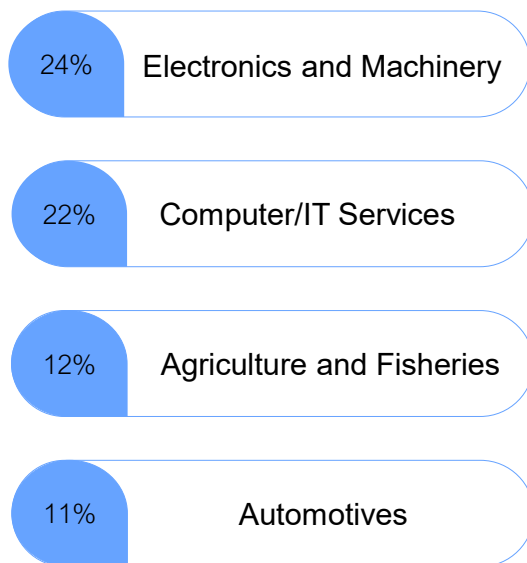 24% Electronics and Machinery
22% Computer/IT Services
12% Agriculture and Fisheries
11% Automotives